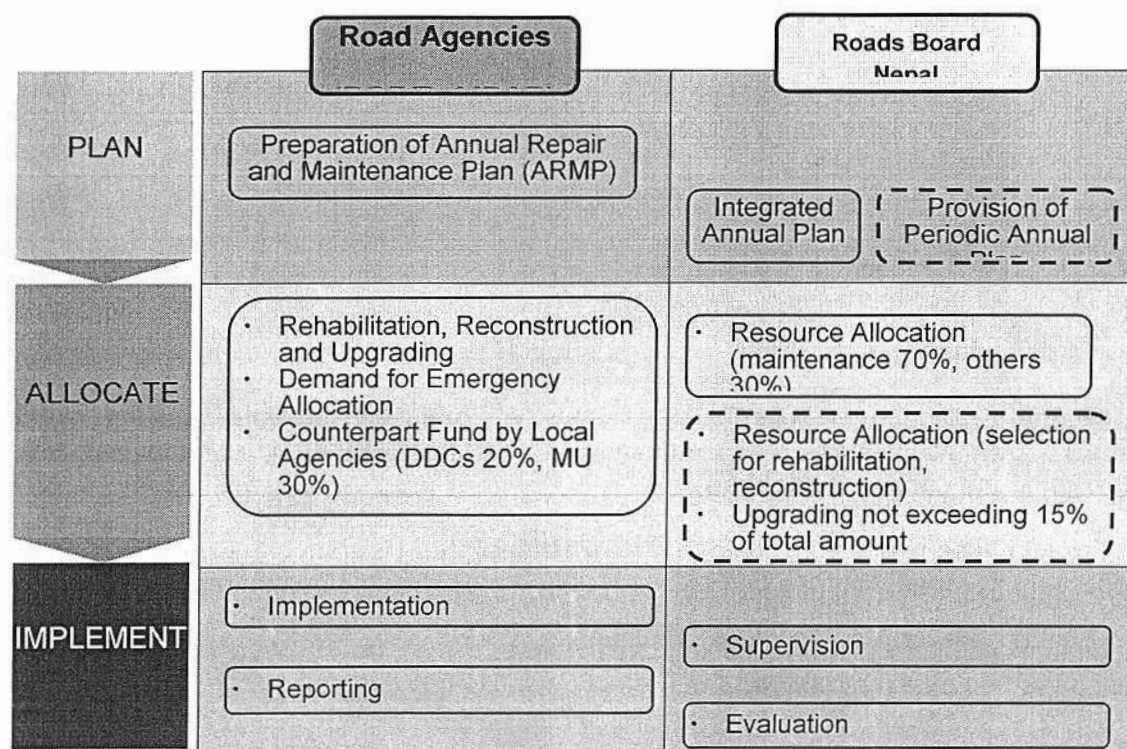 Road Agencies
Roads Board
Nepal
PLAN
Preparation of Annual Repair
and Maintenance Plan (ARMP)
Integrated
Annual Plan
Provision of
Periodic Annual
ALLOCATE
· Rehabilitation, Reconstruction
and Upgrading
· Demand for Emergency
Allocation
· Counterpart Fund by Local
Agencies (DDCs 20%, MU
30%)
· Resource Allocation
(maintenance 70%, others
30%)
· Resource Allocation (selection
for rehabilitation,
reconstruction)
· Upgrading not exceeding 15%
of total amount
IMPLEMENT
· Implementation
· Reporting
· Supervision
· Evaluation